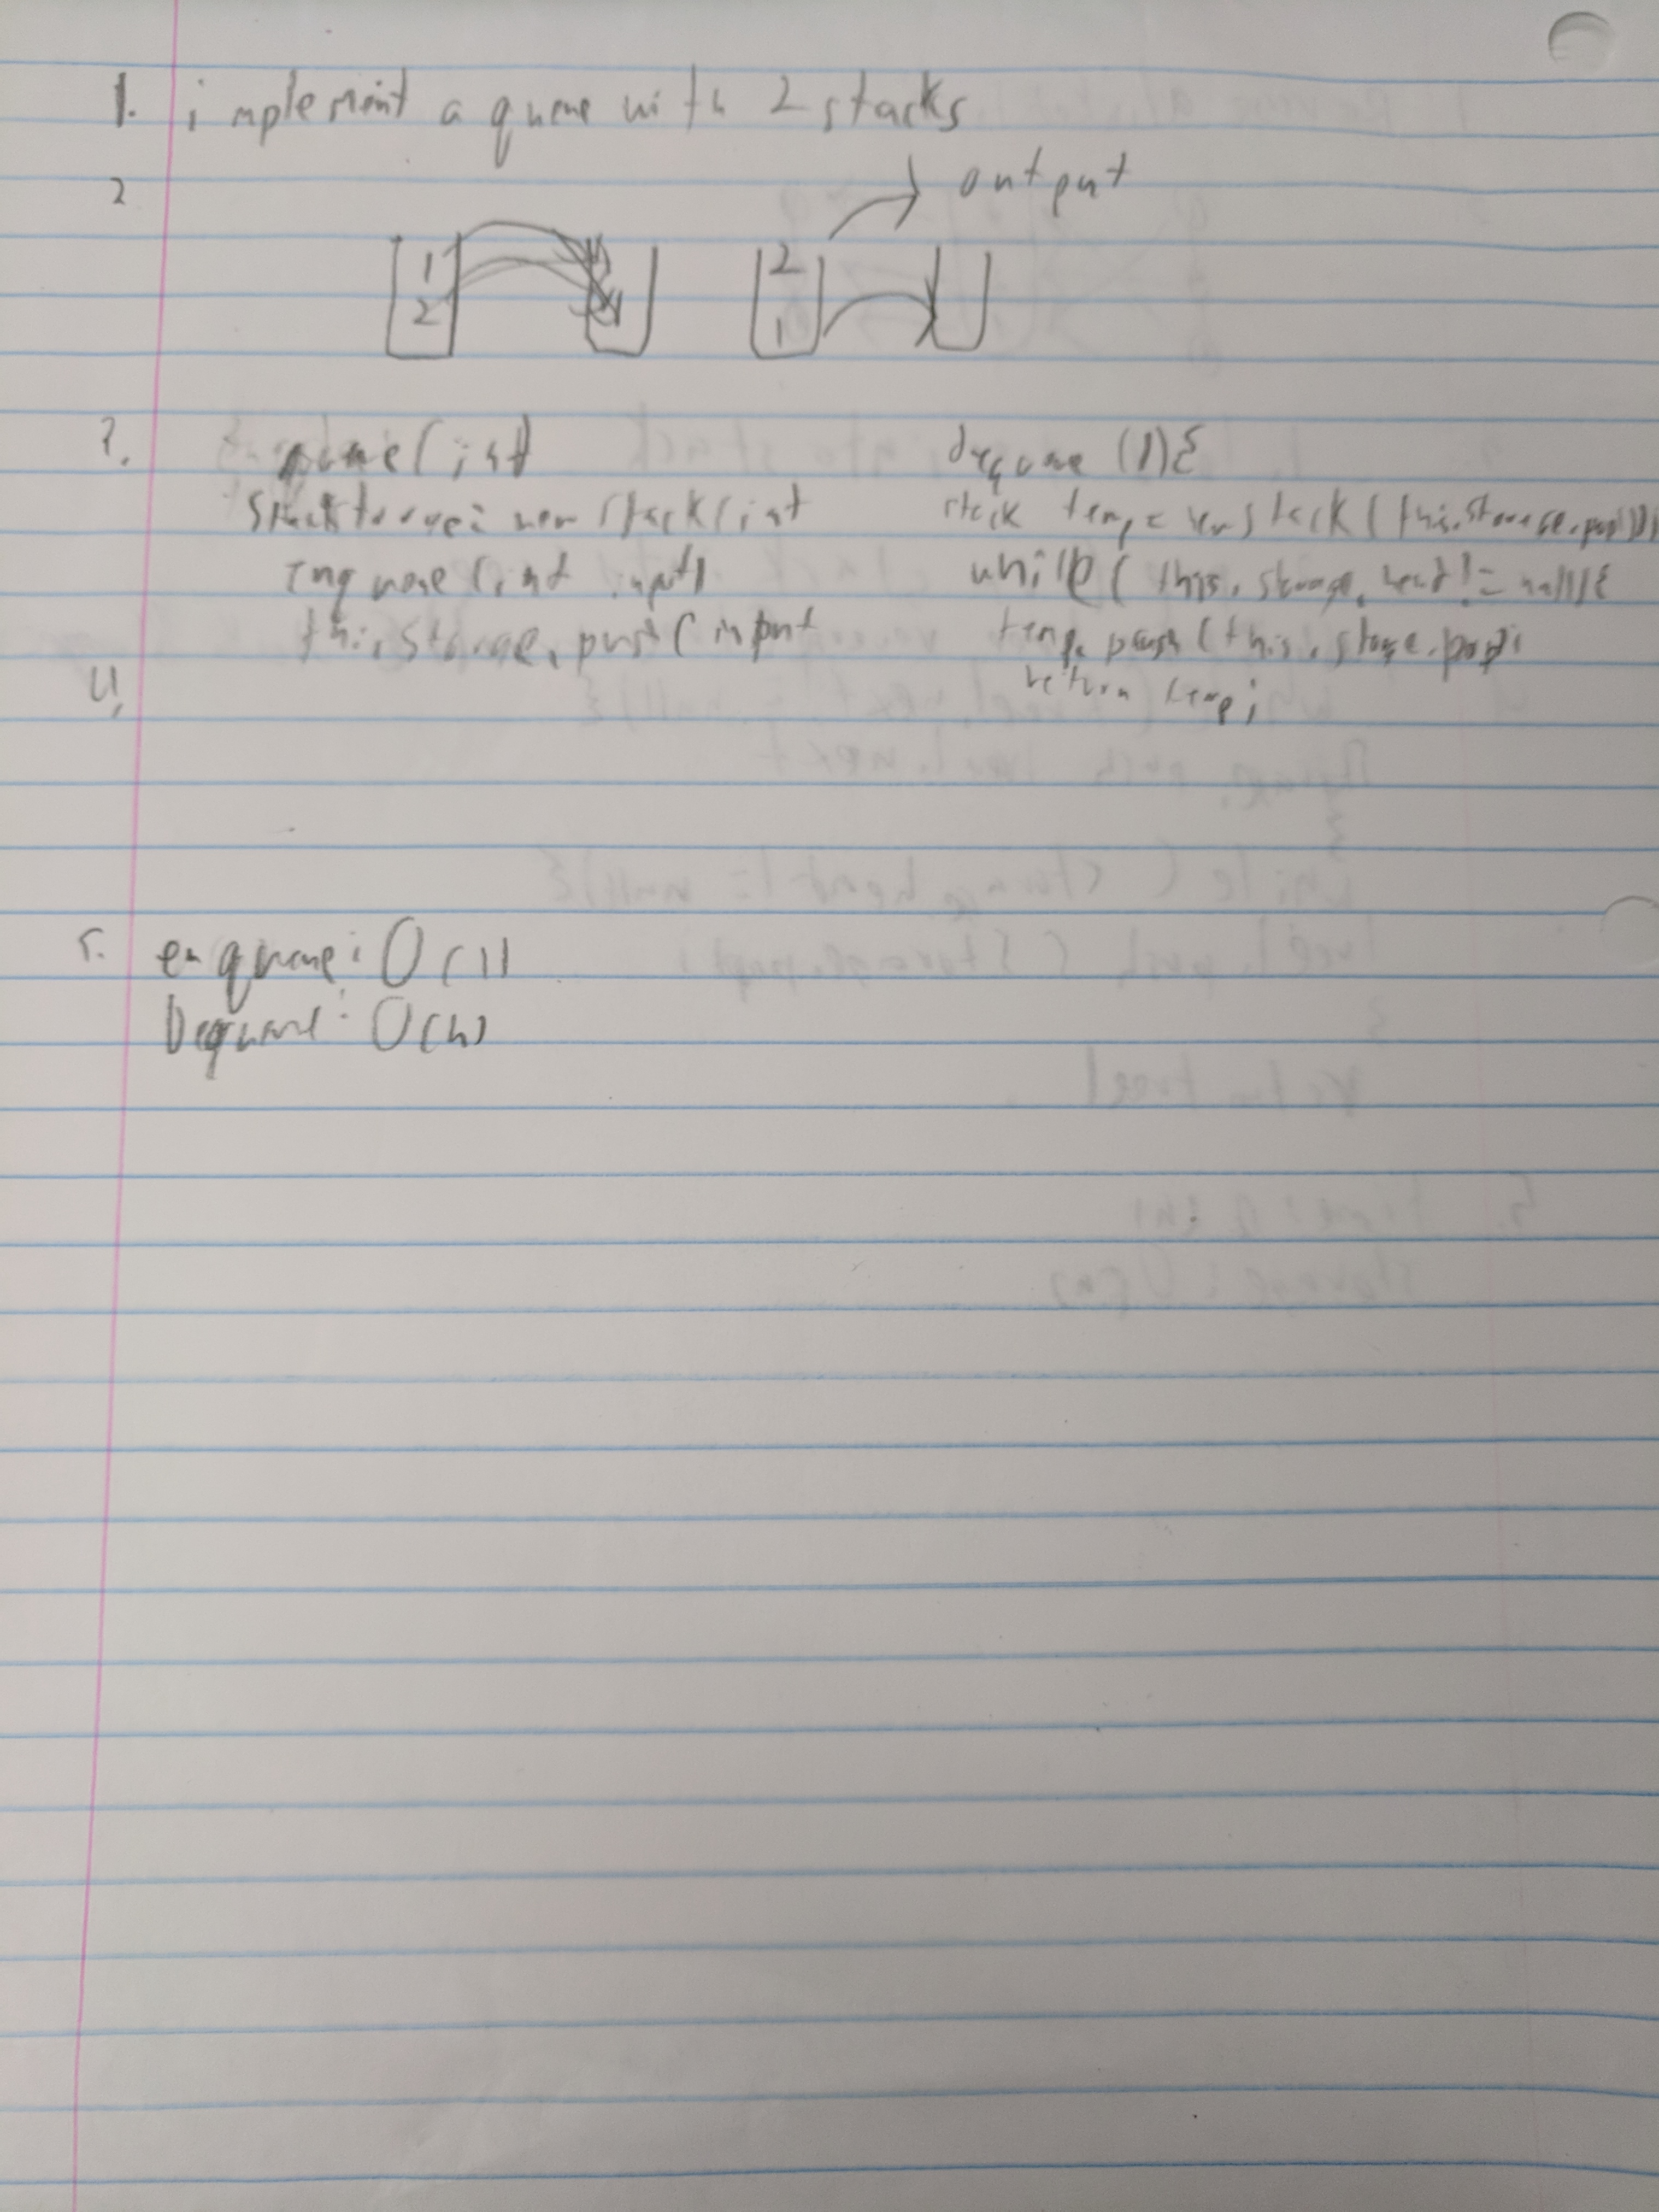 1. implement a queue with 2 stacks
2
output
1
2
2
1
?. queue(int
Stack storage = new Stack(int
Enqueue(int input)
this.storage.push(input
dequeue(1){
stack temp = new Stack(this.storage.pop()))
while(this.storage.head != null){
temp.push(this.storage.pop;
return temp;
4,
5. enqueue: O(1)
Dequeue: O(n)